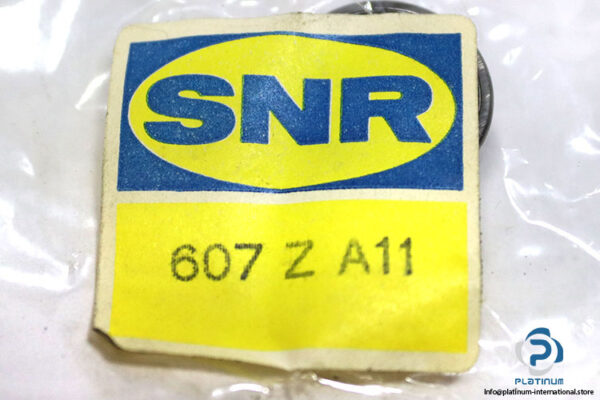 SNR
607 Z A11
PLATINUM
Info@platinum-international.store